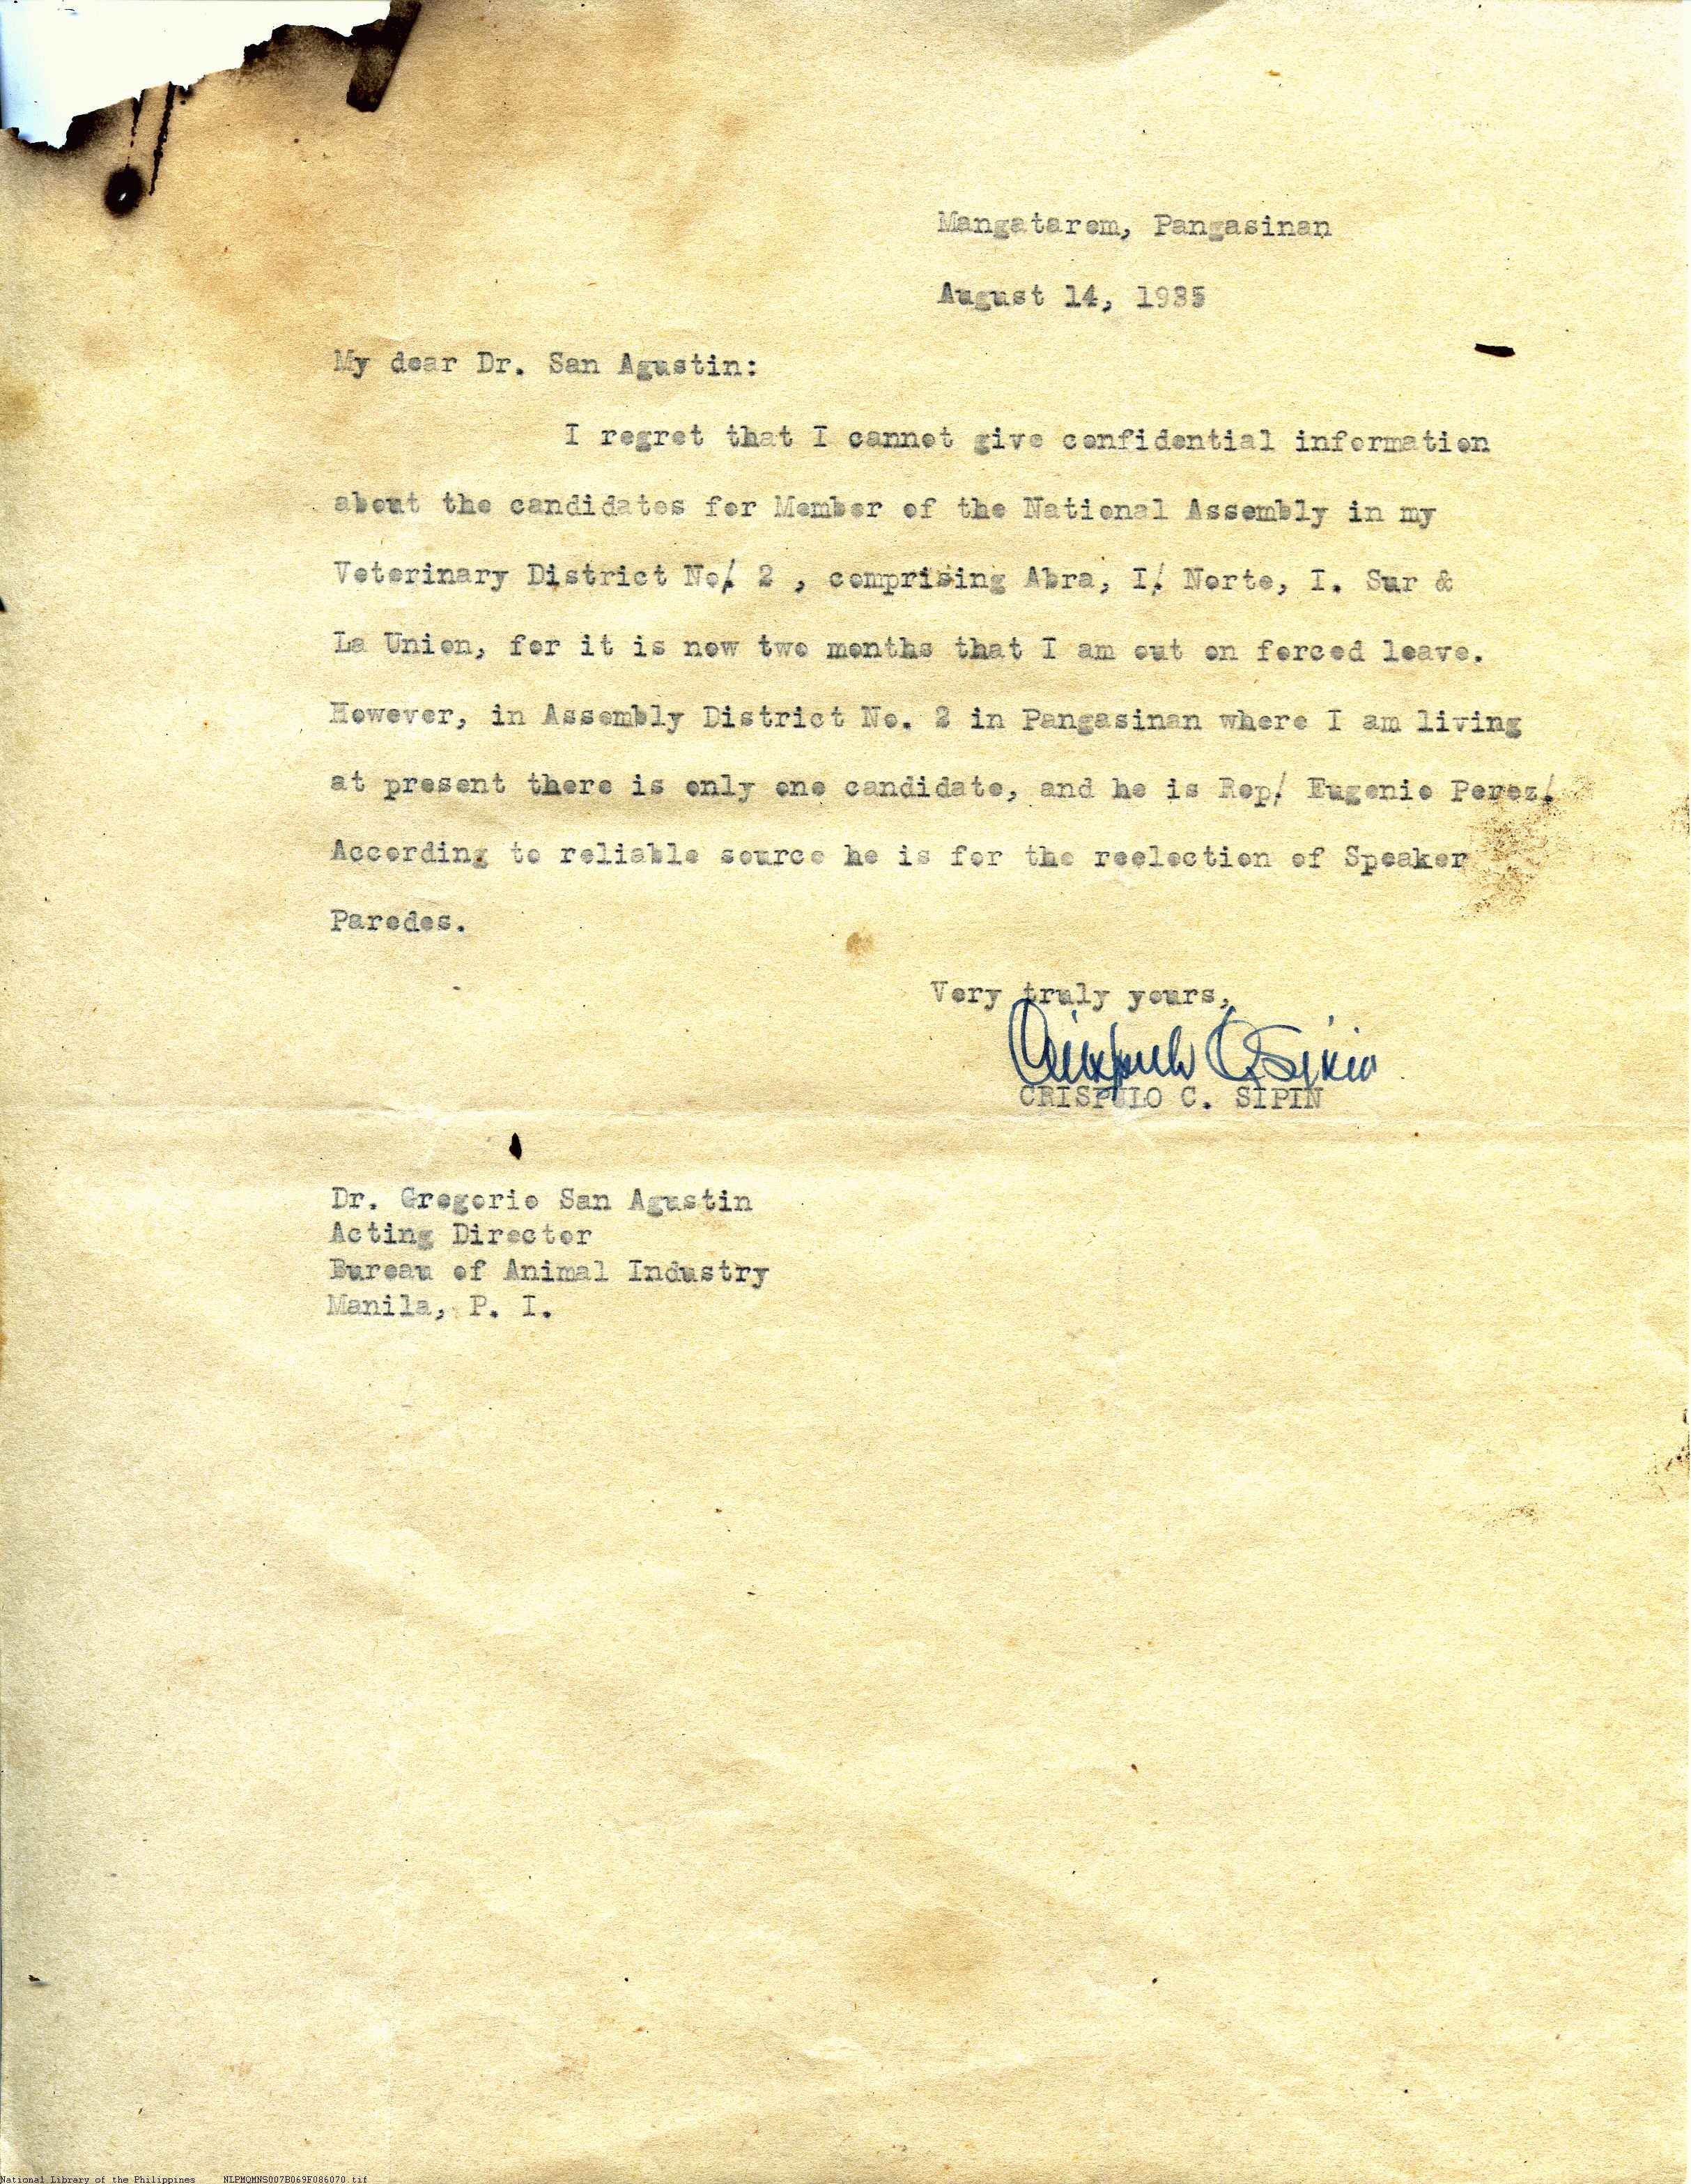 Mangatarem, Pangasinan
August 14, 1935
My dear Dr. San Agustin:
I regret that I cannot give confidential information
about the candidates for Member of the National Assembly in my
Veterinary District No/. 2 , comprising Abra, I/. Norte, I. Sur &
La Union, for it is now two months that I am out on forced leave.
However, in Assembly District No. 2 in Pangasinan where I am living
at present there is only one candidate, and he is Rep/ Eugenio Perez/.
According to reliable source he is for the reelection of Speaker
Paredes.
Very truly yours,
Crispulo C. Sipin
CRISPULO C. SIPIN
Dr. Gregorio San Agustin
Acting Director
Bureau of Animal Industry
Manila, P. I.
National Library of the Philippines NLPMQMNS007B069F086070.tif